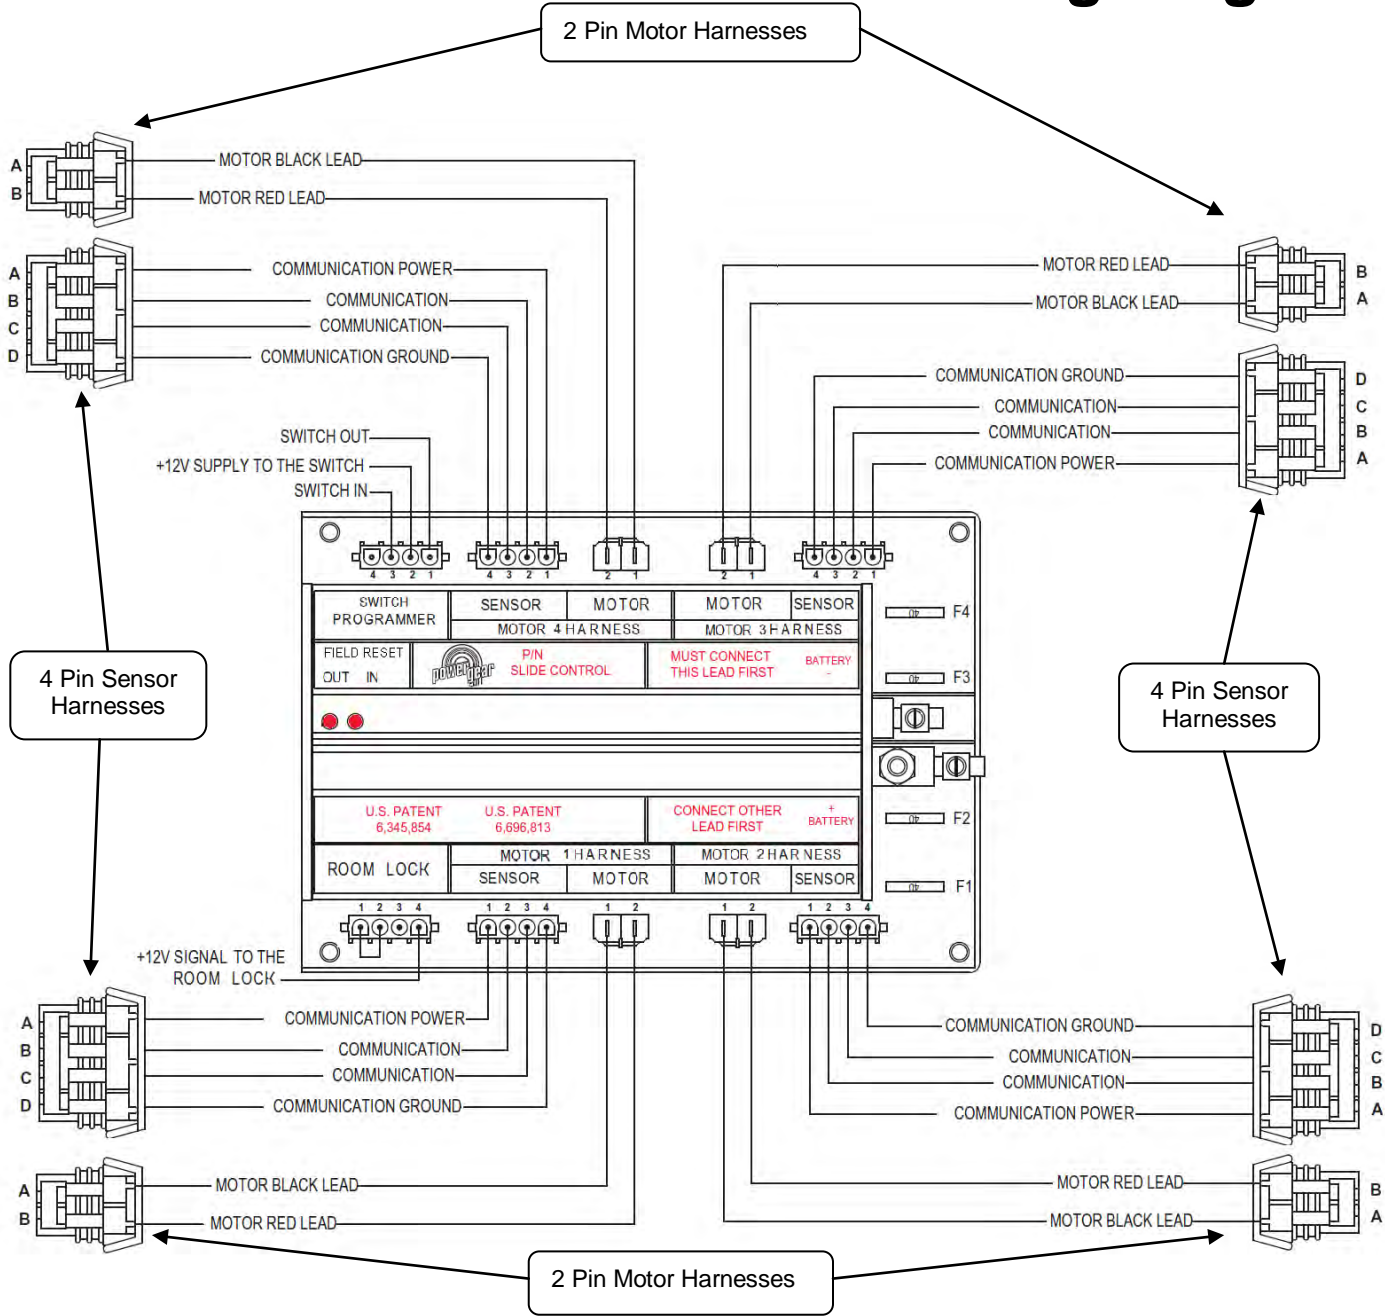 2 Pin Motor Harnesses
A
MOTOR BLACK LEAD
B
MOTOR RED LEAD
A
COMMUNICATION POWER
B
COMMUNICATION
C
COMMUNICATION
D
COMMUNICATION GROUND
MOTOR RED LEAD
B
MOTOR BLACK LEAD
A
COMMUNICATION GROUND
D
COMMUNICATION
C
COMMUNICATION
B
COMMUNICATION POWER
A
SWITCH OUT
+12V SUPPLY TO THE SWITCH
SWITCH IN
4 3 2 1
4 3 2 1
2 1
2 1
4 3 2 1
SWITCH
PROGRAMMER
SENSOR
MOTOR
MOTOR
SENSOR
MOTOR 4 HARNESS
MOTOR 3 HARNESS
40 F4
FIELD RESET
OUT IN
powergear
P/N
SLIDE CONTROL
MUST CONNECT
THIS LEAD FIRST
BATTERY
-
40 F3
4 Pin Sensor
Harnesses
4 Pin Sensor
Harnesses
U.S. PATENT
6,345,854
U.S. PATENT
6,696,813
CONNECT OTHER
LEAD FIRST
+
BATTERY
40 F2
ROOM LOCK
MOTOR 1 HARNESS
MOTOR 2 HARNESS
SENSOR
MOTOR
MOTOR
SENSOR
40 F1
1 2 3 4
1 2 3 4
1 2
1 2
1 2 3 4
+12V SIGNAL TO THE
ROOM LOCK
A
COMMUNICATION POWER
B
COMMUNICATION
C
COMMUNICATION
D
COMMUNICATION GROUND
COMMUNICATION GROUND
D
COMMUNICATION
C
COMMUNICATION
B
COMMUNICATION POWER
A
A
MOTOR BLACK LEAD
B
MOTOR RED LEAD
MOTOR RED LEAD
B
MOTOR BLACK LEAD
A
2 Pin Motor Harnesses